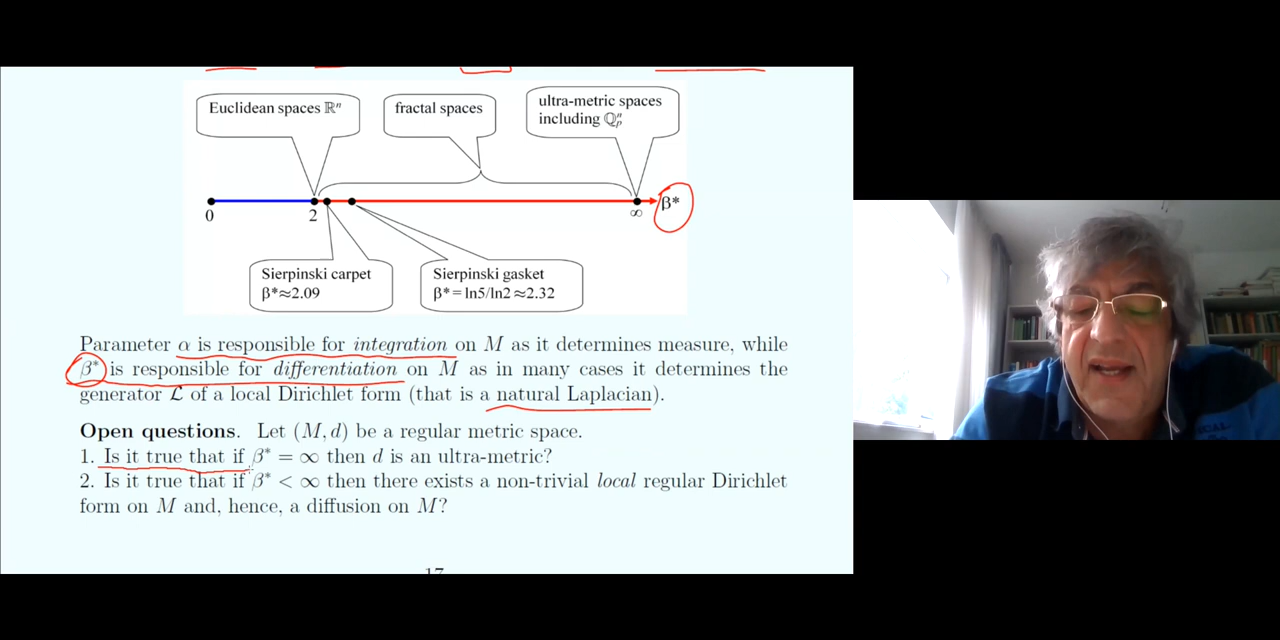 Euclidean spaces ℝⁿ
fractal spaces
ultra-metric spaces
including ℚₚⁿ
0
2
∞
β*
Sierpinski carpet
β*≈2.09
Sierpinski gasket
β*=ln5/ln2≈2.32
Parameter α is responsible for integration on M as it determines measure, while
β* is responsible for differentiation on M as in many cases it determines the
generator 𝓛 of a local Dirichlet form (that is a natural Laplacian).
Open questions. Let (M, d) be a regular metric space.
1. Is it true that if β* = ∞ then d is an ultra-metric?
2. Is it true that if β* < ∞ then there exists a non-trivial local regular Dirichlet
form on M and, hence, a diffusion on M?
17